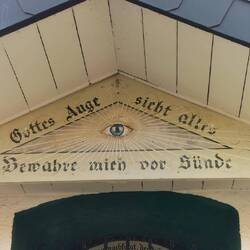 Gottes Auge sieht alles
Bewahre mich vor Sünde